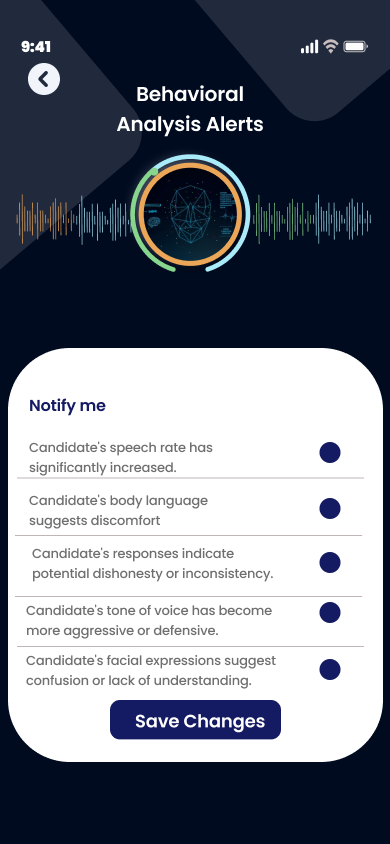 9:41
Behavioral
Analysis Alerts
Notify me
Candidate's speech rate has
significantly increased.
Candidate's body language
suggests discomfort
Candidate's responses indicate
potential dishonesty or inconsistency.
Candidate's tone of voice has become
more aggressive or defensive.
Candidate's facial expressions suggest
confusion or lack of understanding.
Save Changes